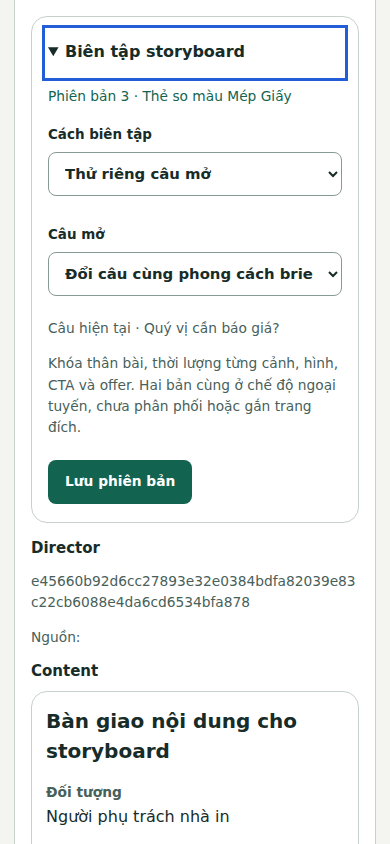 Biên tập storyboard
Phiên bản 3 · Thẻ so màu Mép Giấy
Cách biên tập
Thử riêng câu mở
Câu mở
Đổi câu cùng phong cách brie
Câu hiện tại · Quý vị cần báo giá?
Khóa thân bài, thời lượng từng cảnh, hình,
CTA và offer. Hai bản cùng ở chế độ ngoại
tuyến, chưa phân phối hoặc gắn trang
đích.
Lưu phiên bản
Director
e45660b92d6cc27893e32e0384bdfa82039e83
c22cb6088e4da6cd6534bfa878
Nguồn:
Content
Bàn giao nội dung cho
storyboard
Đối tượng
Người phụ trách nhà in